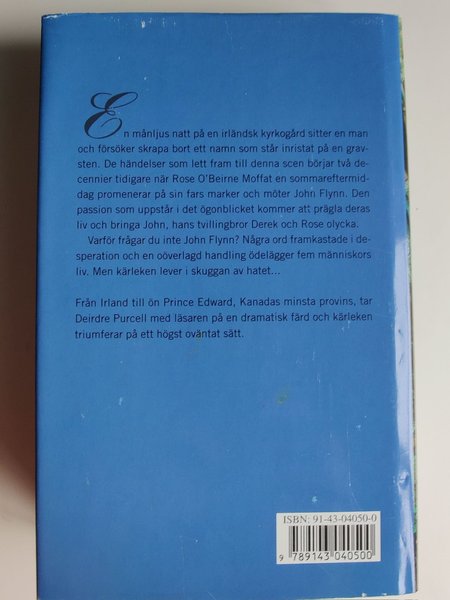 En månljus natt på en irländsk kyrkogård sitter en man
och försöker skrapa bort ett namn som står inristat på en grav-
sten. De händelser som lett fram till denna scen börjar två de-
cennier tidigare när Rose O'Beirne Moffat en sommareftermid-
dag promenerar på sin fars marker och möter John Flynn. Den
passion som uppstår i det ögonblicket kommer att prägla deras
liv och bringa John, hans tvillingbror Derek och Rose olycka.
Varför frågar du inte John Flynn? Några ord framkastade i de-
speration och en oöverlagd handling ödelägger fem människors
liv. Men kärleken lever i skuggan av hatet...
Från Irland till ön Prince Edward, Kanadas minsta provins, tar
Deirdre Purcell med läsaren på en dramatisk färd och kärleken
triumferar på ett högst oväntat sätt.
ISBN: 91-43-04050-0
9 789143 040500